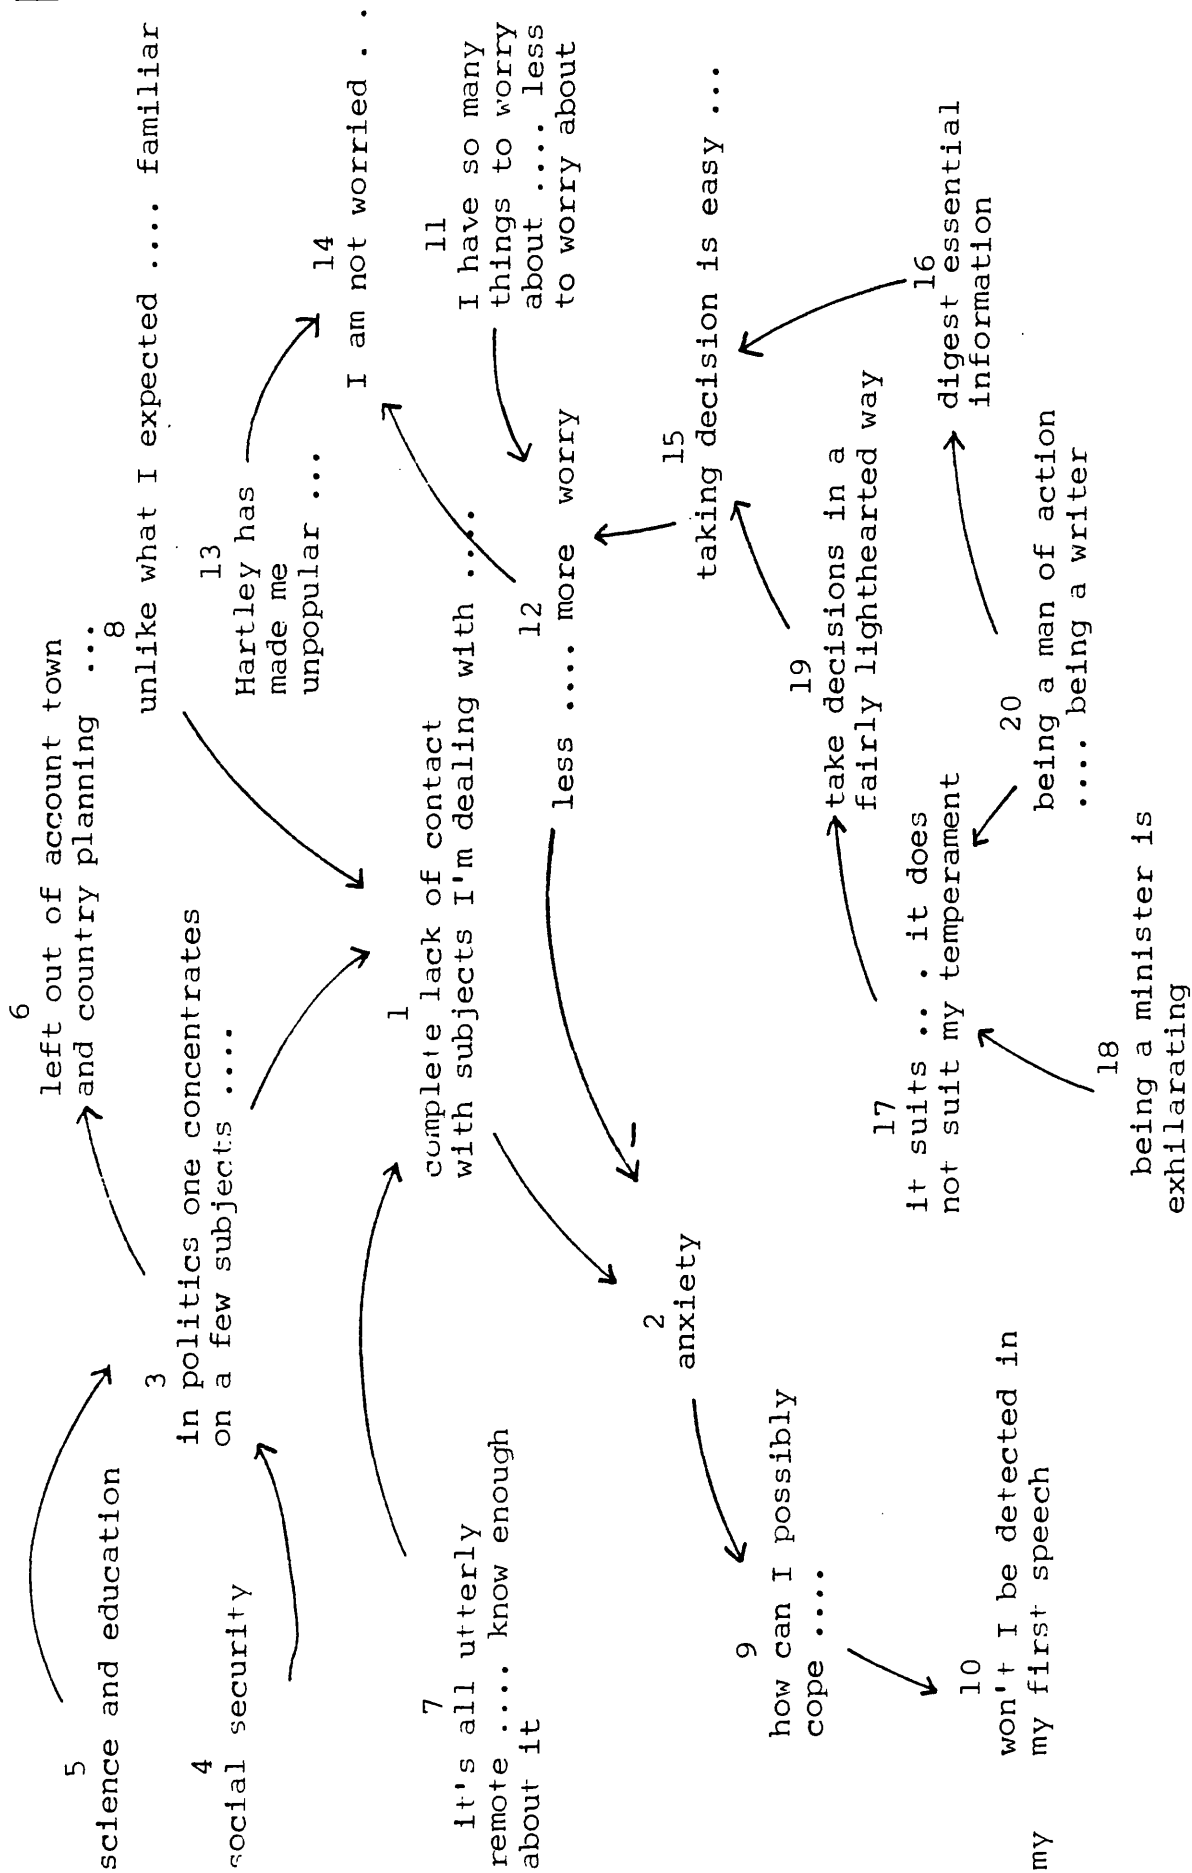 5
science and education
4
social security
3
in politics one concentrates
on a few subjects ....
6
left out of account town
and country planning ...
8
unlike what I expected .... familiar
13
Hartley has
made me
unpopular ...
14
I am not worried . . .
7
it's all utterly
remote .... know enough
about it
1
complete lack of contact
with subjects I'm dealing with ....
11
I have so many
things to worry
about .... less
to worry about
12
less .... more worry
2
anxiety
15
taking decision is easy ...
9
how can I possibly
cope ....
19
take decisions in a
fairly lighthearted way
16
digest essential
information
17
it suits ... it does
not suit my temperament
10
won't I be detected in
my my first speech
20
being a man of action
.... being a writer
18
being a minister is
exhilarating